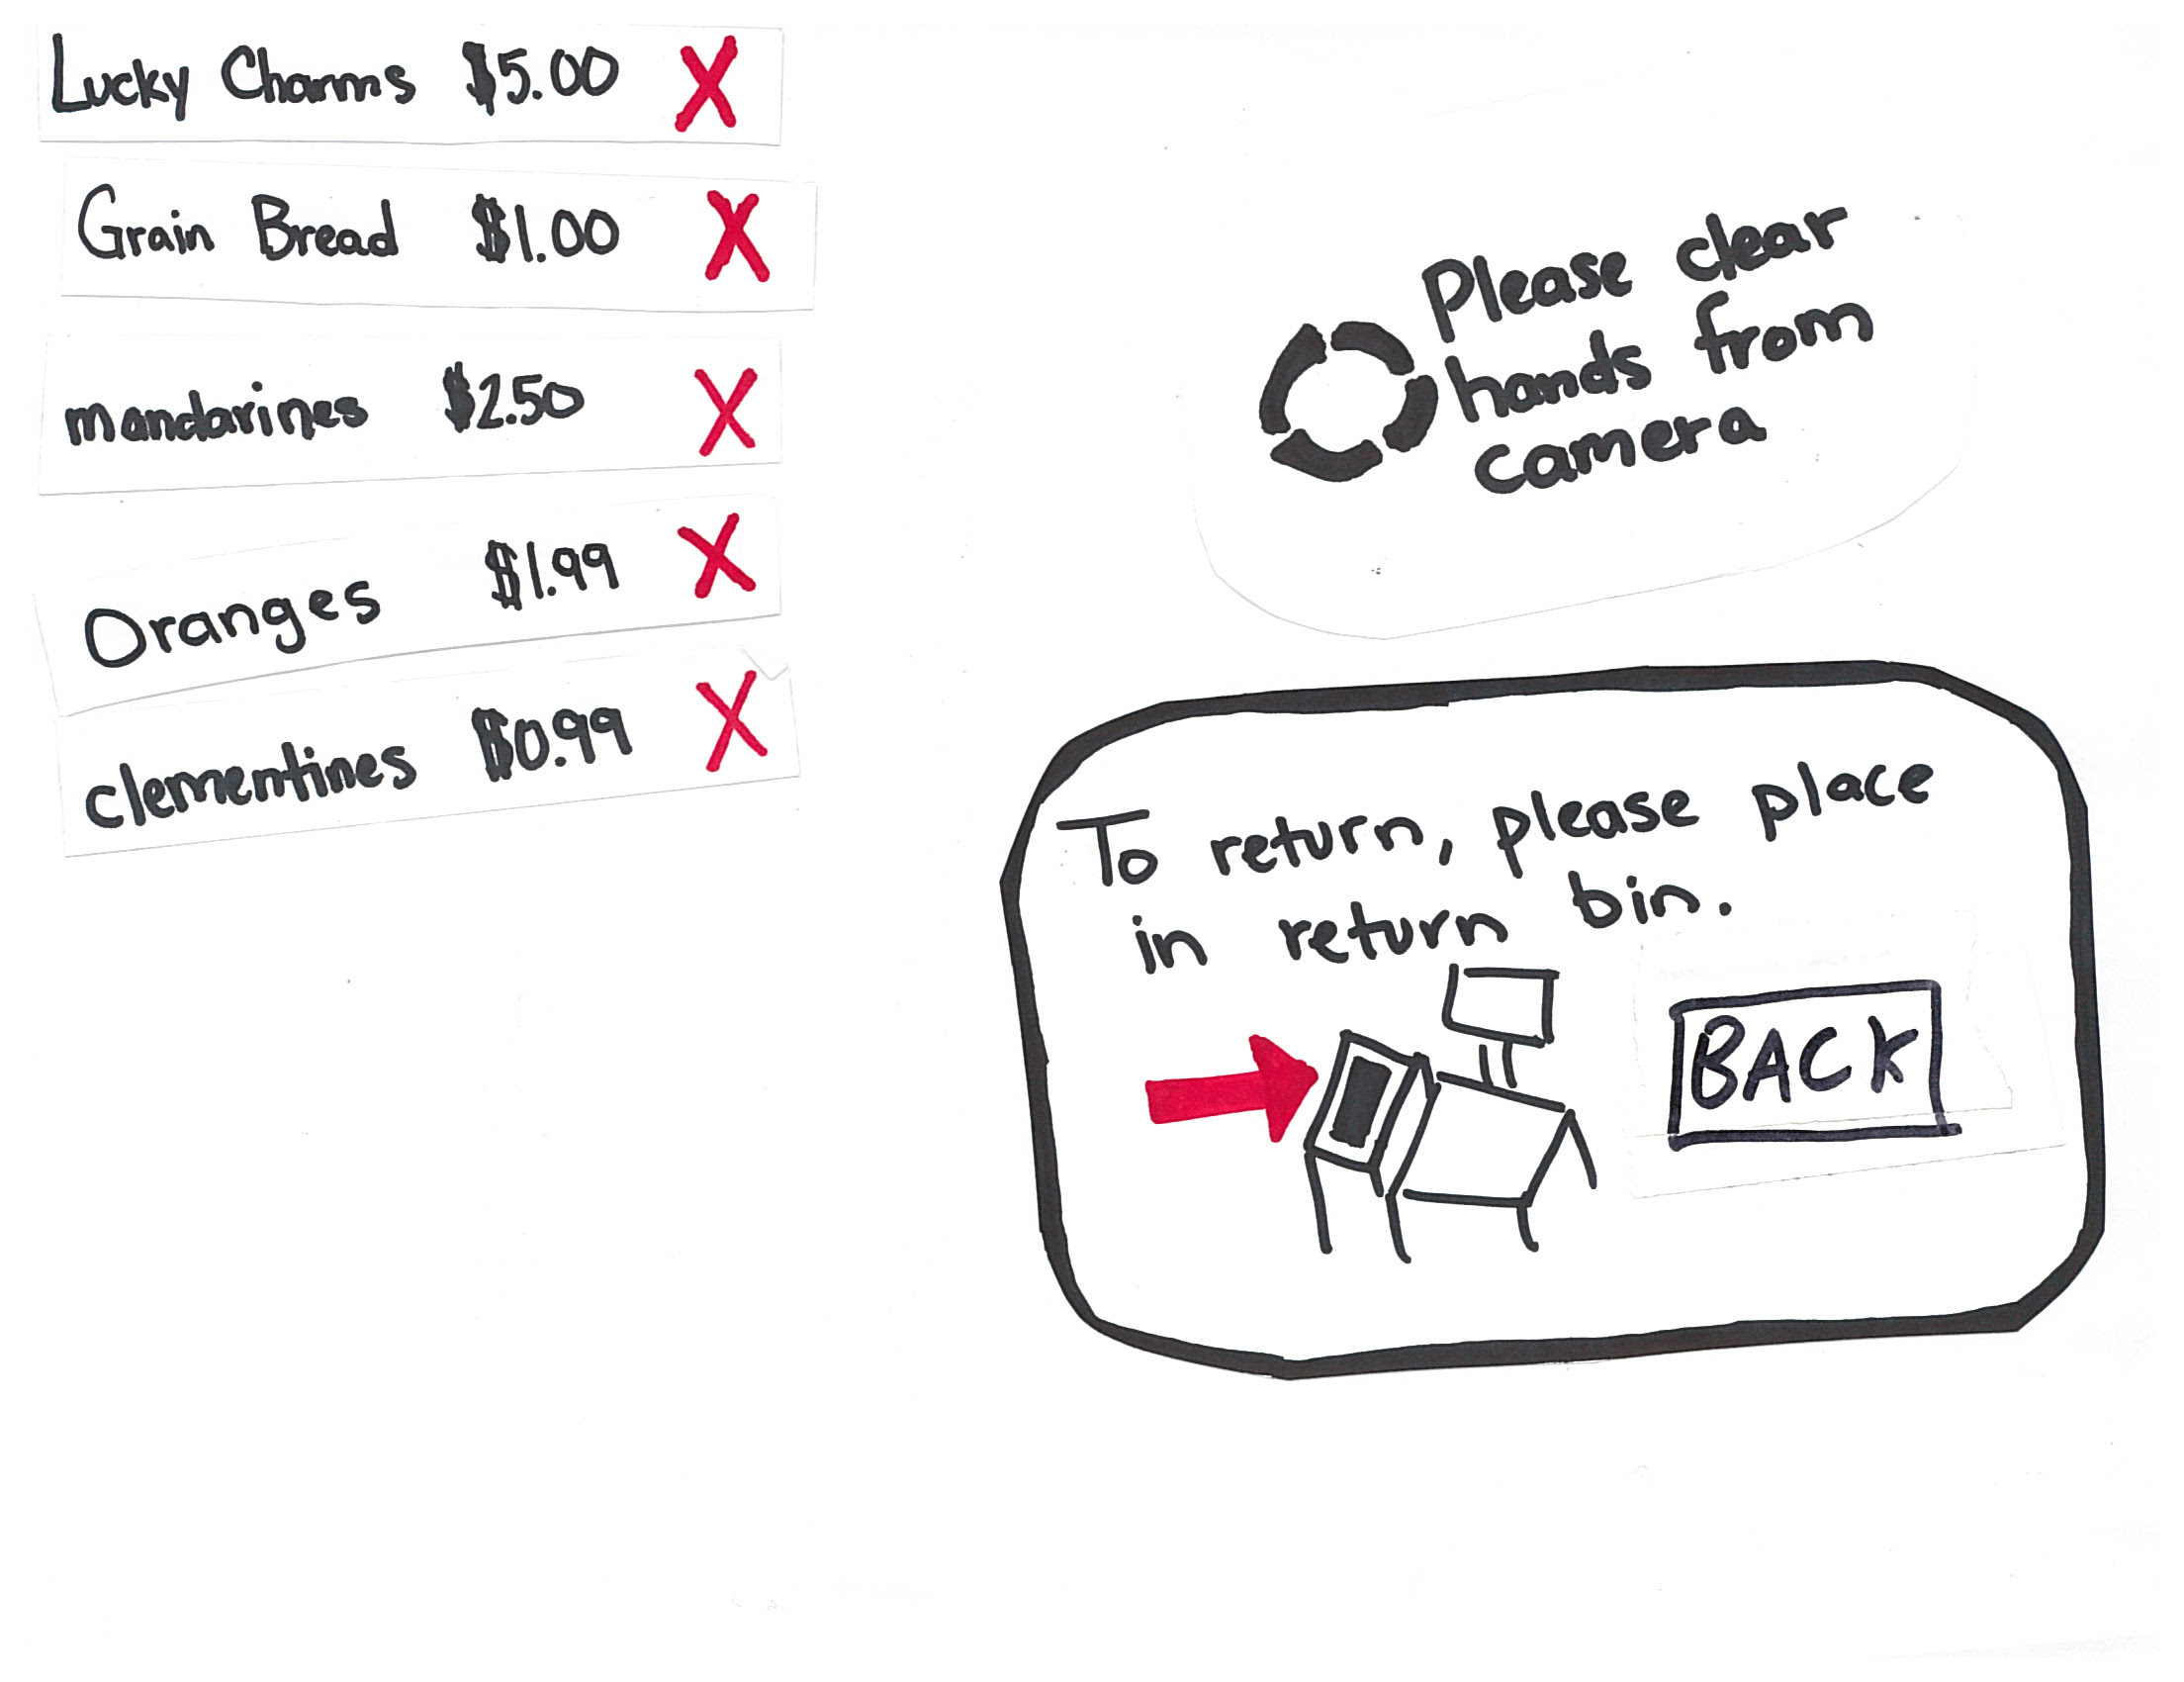 Lucky Charms $5.00 X
Grain Bread $1.00 X
mandarines $2.50 X
Oranges $1.99 X
clementines $0.99 X
Please clear
hands from
camera
To return, please place
in return bin.
BACK